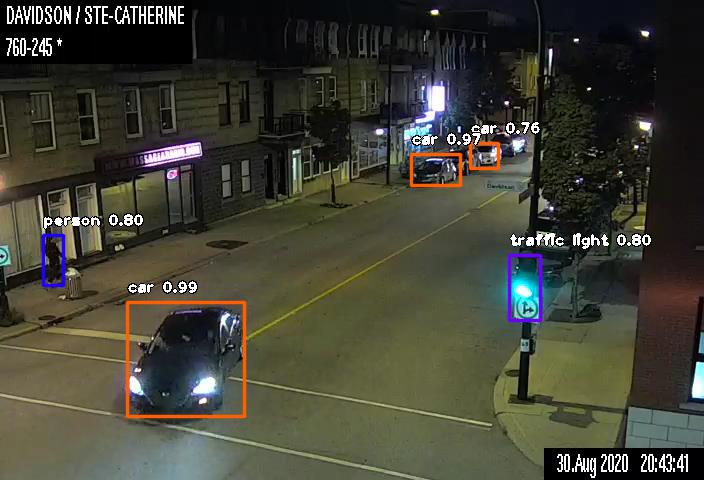 DAVIDSON / STE-CATHERINE
760-245 *
car 0.76
car 0.97
Davidson
person 0.80
traffic light 0.80
car 0.99
30.Aug 2020 20:43:41